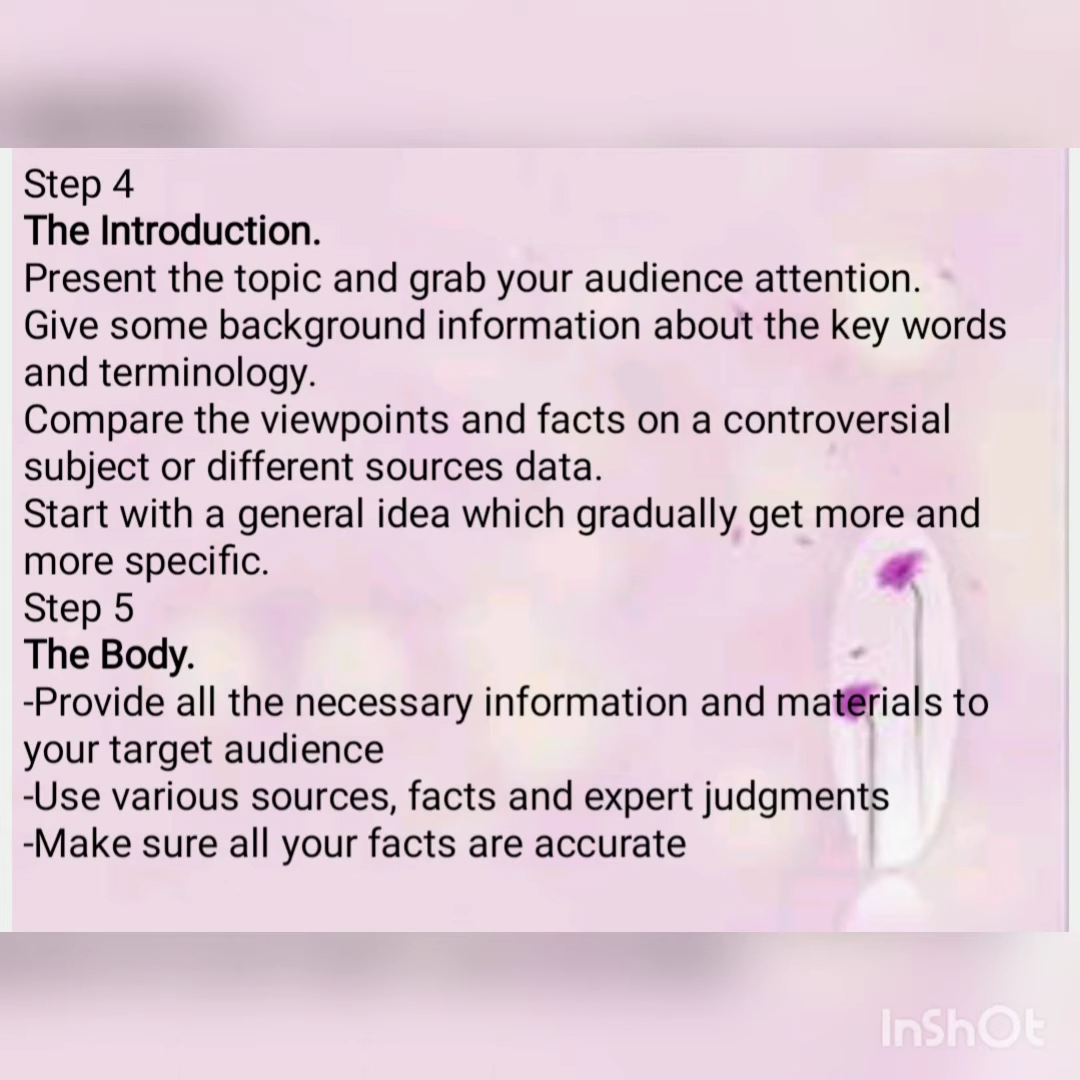 Step 4
The Introduction.
Present the topic and grab your audience attention.
Give some background information about the key words
and terminology.
Compare the viewpoints and facts on a controversial
subject or different sources data.
Start with a general idea which gradually get more and
more specific.
Step 5
The Body.
-Provide all the necessary information and materials to
your target audience
-Use various sources, facts and expert judgments
-Make sure all your facts are accurate
InShOt